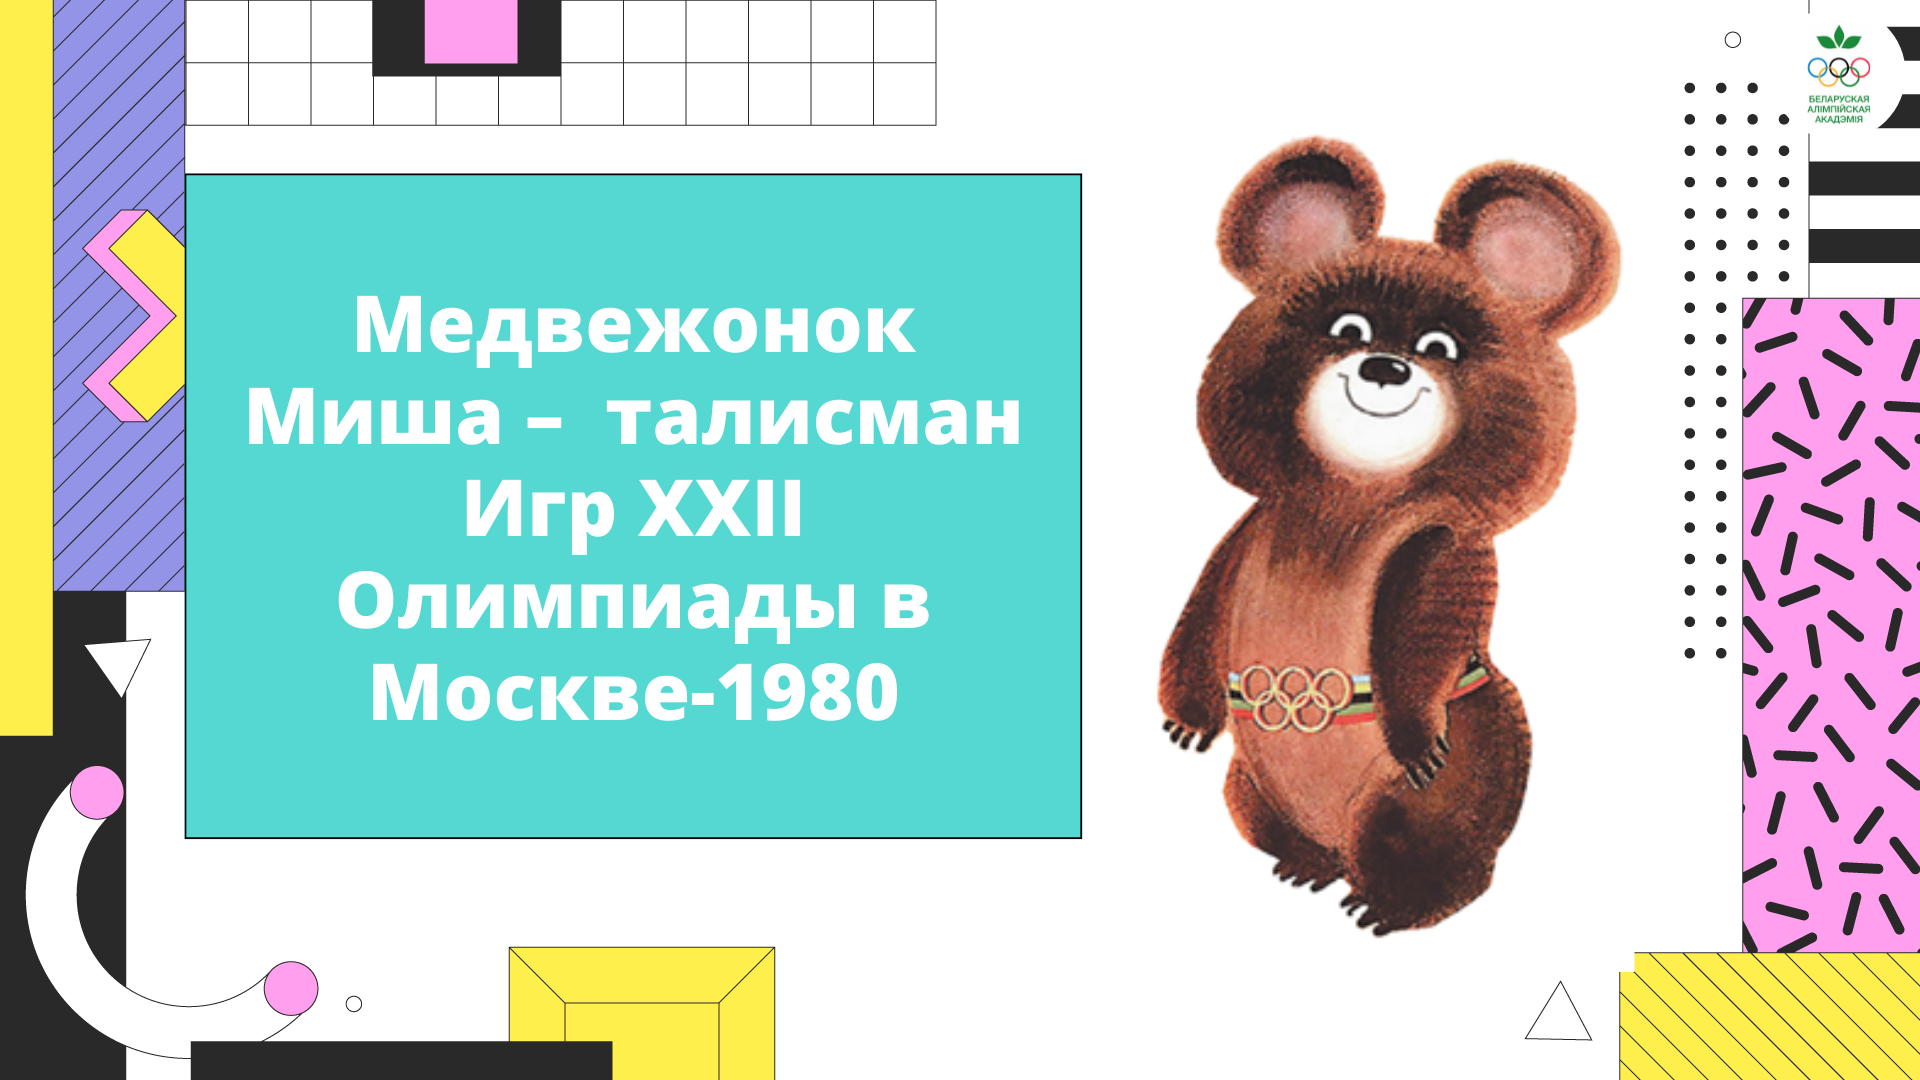 Медвежонок
Миша – талисман
Игр XXII
Олимпиады в
Москве-1980
БЕЛАРУСКАЯ
АЛІМПІЙСКАЯ
АКАДЭМІЯ